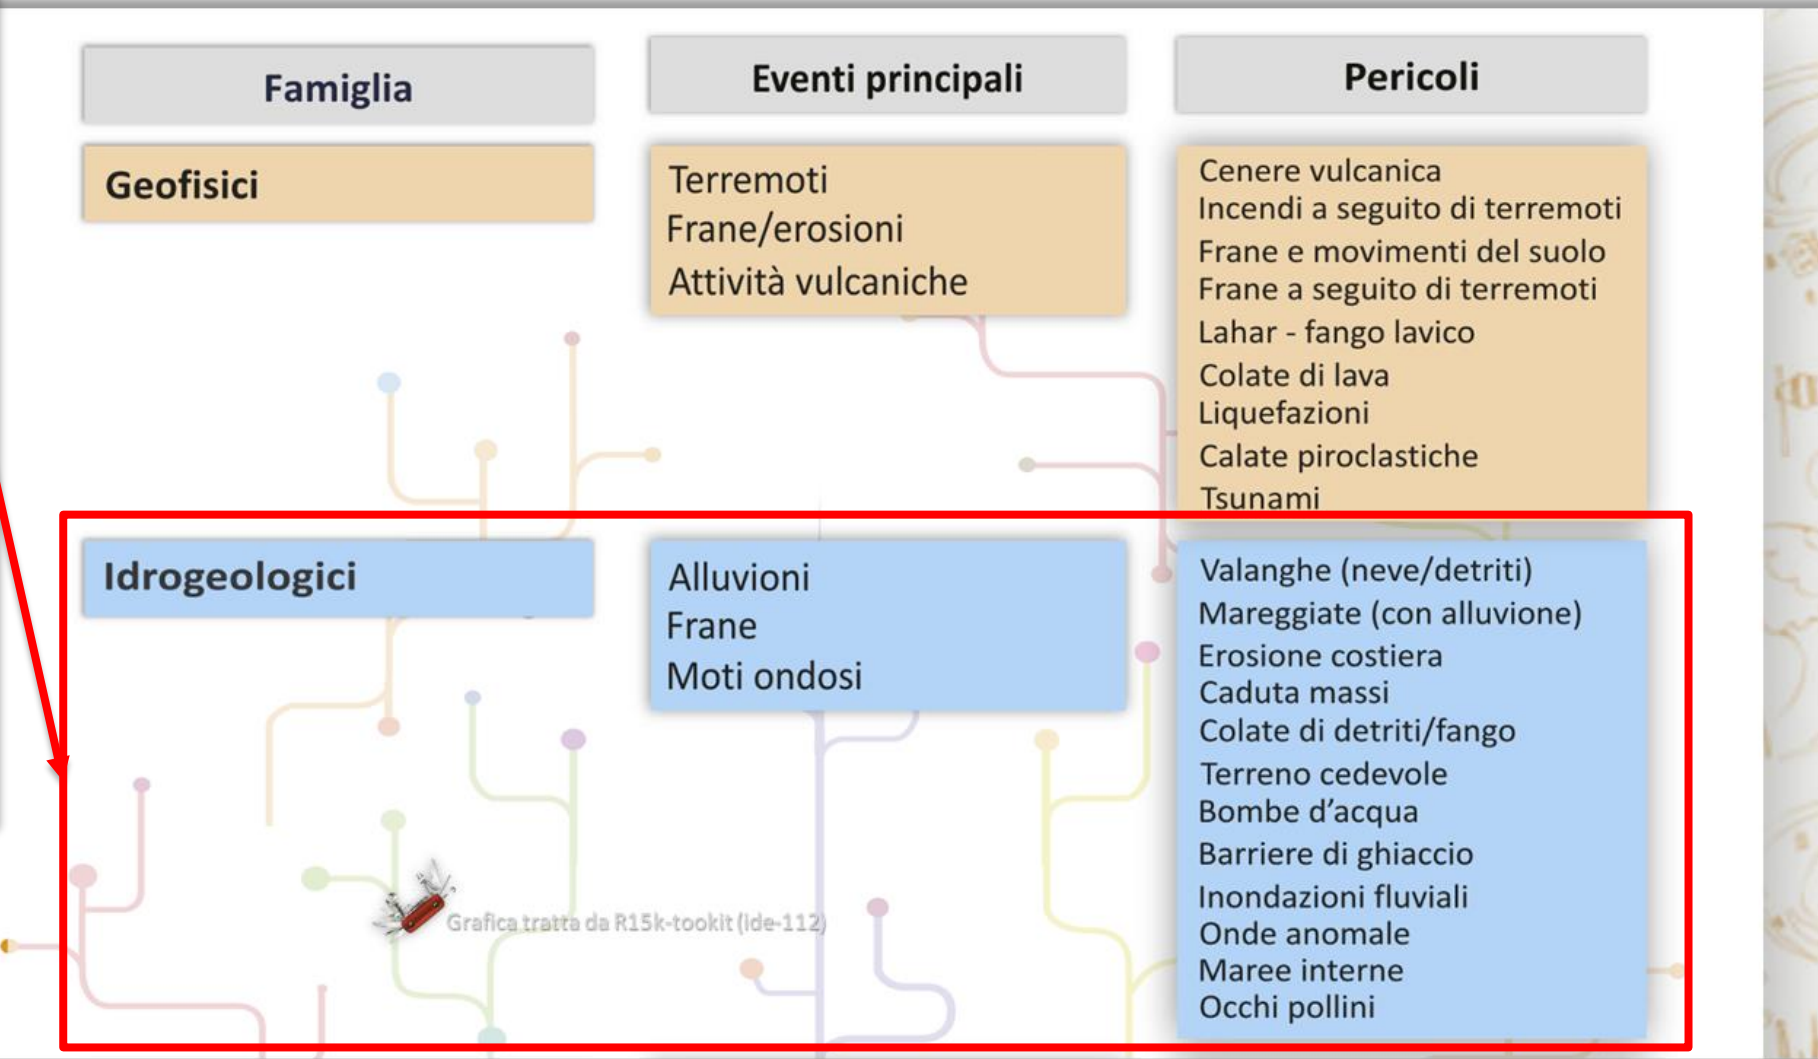 Famiglia
Eventi principali
Pericoli
Geofisici
Terremoti
Frane/erosioni
Attività vulcaniche
Cenere vulcanica
Incendi a seguito di terremoti
Frane e movimenti del suolo
Frane a seguito di terremoti
Lahar - fango lavico
Colate di lava
Liquefazioni
Calate piroclastiche
Tsunami
Idrogeologici
Alluvioni
Frane
Moti ondosi
Valanghe (neve/detriti)
Mareggiate (con alluvione)
Erosione costiera
Caduta massi
Colate di detriti/fango
Terreno cedevole
Bombe d’acqua
Barriere di ghiaccio
Inondazioni fluviali
Onde anomale
Maree interne
Occhi pollini
Grafica tratta da R15k-tookit (ide-112)